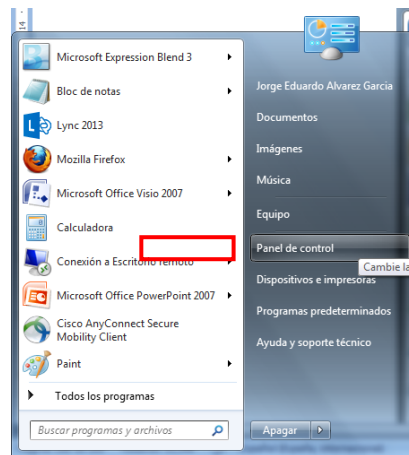 14
Microsoft Expression Blend 3
Bloc de notas
Lync 2013
Mozilla Firefox
Microsoft Office Visio 2007
Calculadora
Conexión a Escritorio remoto
Microsoft Office PowerPoint 2007
Cisco AnyConnect Secure
Mobility Client
Paint
Todos los programas
Buscar programas y archivos
Jorge Eduardo Alvarez Garcia
Documentos
Imágenes
Música
Equipo
Panel de control
Cambie la
Dispositivos e impresoras
Programas predeterminados
Ayuda y soporte técnico
Apagar